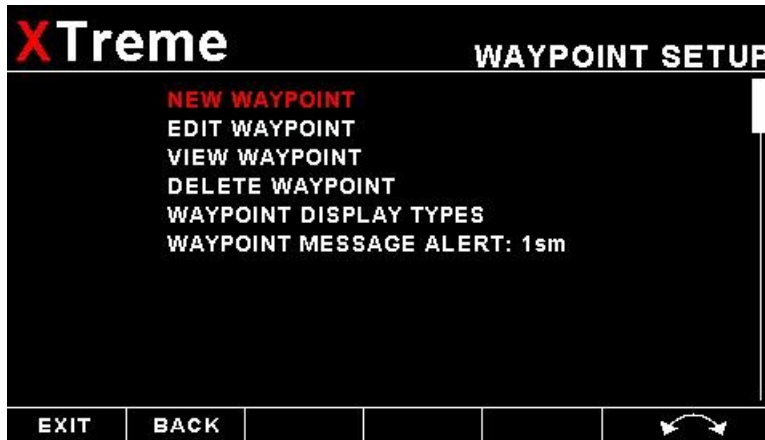 XTreme
WAYPOINT SETUP
NEW WAYPOINT
EDIT WAYPOINT
VIEW WAYPOINT
DELETE WAYPOINT
WAYPOINT DISPLAY TYPES
WAYPOINT MESSAGE ALERT: 1sm
EXIT BACK